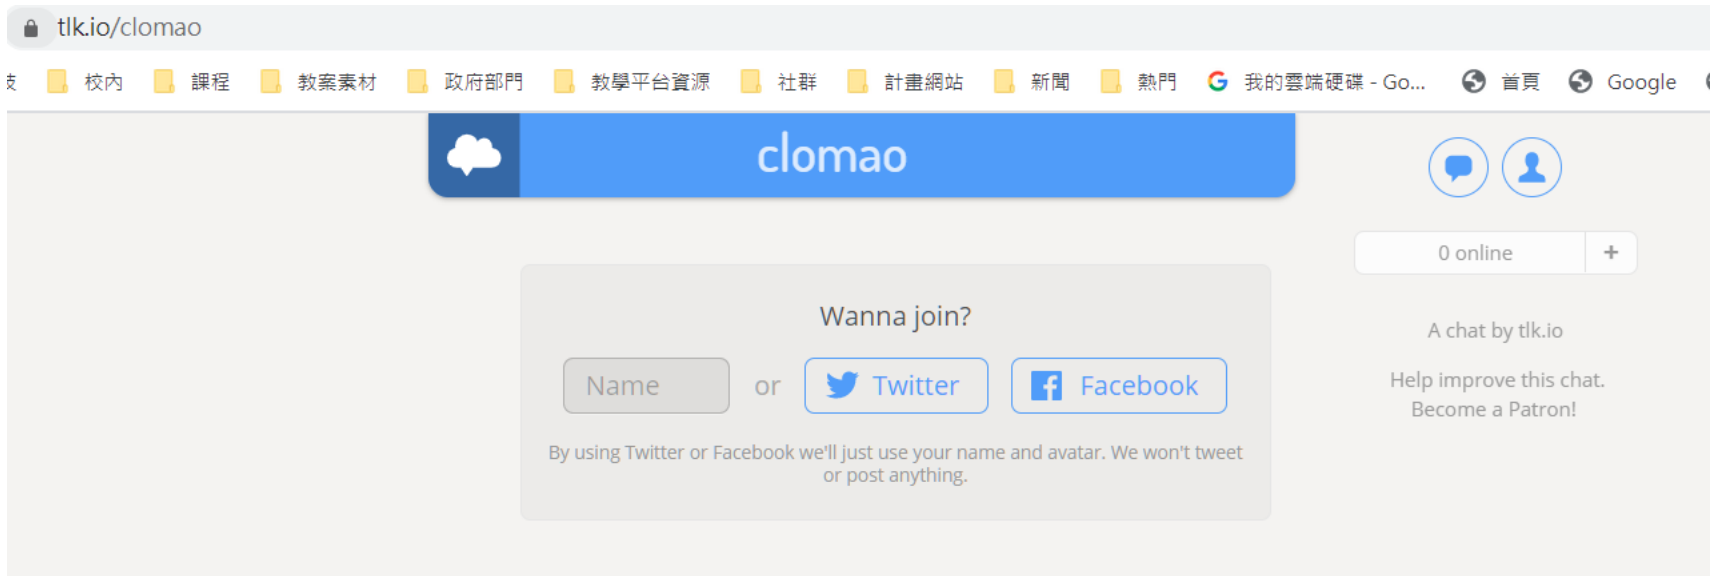 tlk.io/clomao
校內 課程 教案素材 政府部門 教學平台資源 社群 計畫網站 新聞 熱門 我的雲端硬碟 - Go... 首頁 Google
clomao
0 online +
Wanna join?
Name or Twitter Facebook
By using Twitter or Facebook we'll just use your name and avatar. We won't tweet
or post anything.
A chat by tlk.io
Help improve this chat.
Become a Patron!